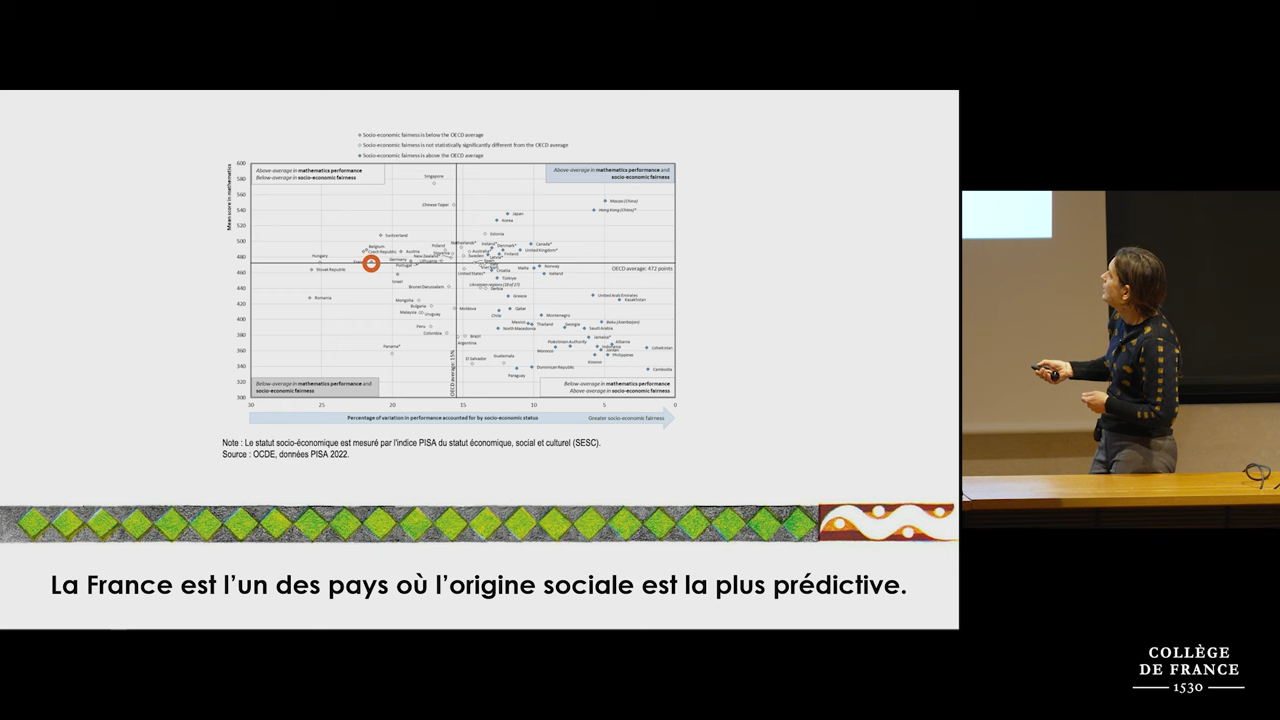 Socio-economic fairness is below the OECD average
Socio-economic fairness is not statistically significantly different from the OECD average
Socio-economic fairness is above the OECD average
Mean score in mathematics
600
580
560
540
520
500
480
460
440
420
400
380
360
340
320
300
Above-average in mathematics performance
Below-average in socio-economic fairness
Above-average in mathematics performance and
socio-economic fairness
Singapore
Chinese Taipei
Macao (China)
Hong Kong (China)*
Japan
Korea
Estonia
Switzerland
Canada*
Netherlands*
Ireland*
Denmark*
United Kingdom*
Belgium
Czech Republic
Austria
Poland
Slovenia
Australia*
Latvia*
Finland
Sweden
Hungary
Germany
New Zealand*
Lithuania
Portugal
Spain
Italy
Vietnam
OECD average: 472 points
Slovak Republic
United States*
Croatia
Malta
Norway
Iceland
Israel
Türkiye
Brunei Darussalam
Ukrainian regions (18 of 27)
Serbia
Romania
Greece
United Arab Emirates
Kazakhstan
Mongolia
Bulgaria
Moldova
Qatar
Malaysia
Uruguay
Chile
Montenegro
Peru
Mexico
Thailand
Georgia
Baku (Azerbaijan)
North Macedonia
Saudi Arabia
Colombia
Brazil
Argentina
Jamaica*
Palestinian Authority
Albania
Indonesia
Jordan
Uzbekistan
Panama*
Morocco
Philippines
El Salvador
Guatemala
Kosovo
Dominican Republic
Cambodia
Paraguay
OECD average: 15%
Below-average in mathematics performance and
socio-economic fairness
Below-average in mathematics performance
Above-average in socio-economic fairness
30
25
20
15
10
5
0
Percentage of variation in performance accounted for by socio-economic status
Greater socio-economic fairness
Note : Le statut socio-économique est mesuré par l'indice PISA du statut économique, social et culturel (SESC).
Source : OCDE, données PISA 2022.
La France est l'un des pays où l'origine sociale est la plus prédictive.
COLLÈGE
DE FRANCE
1530